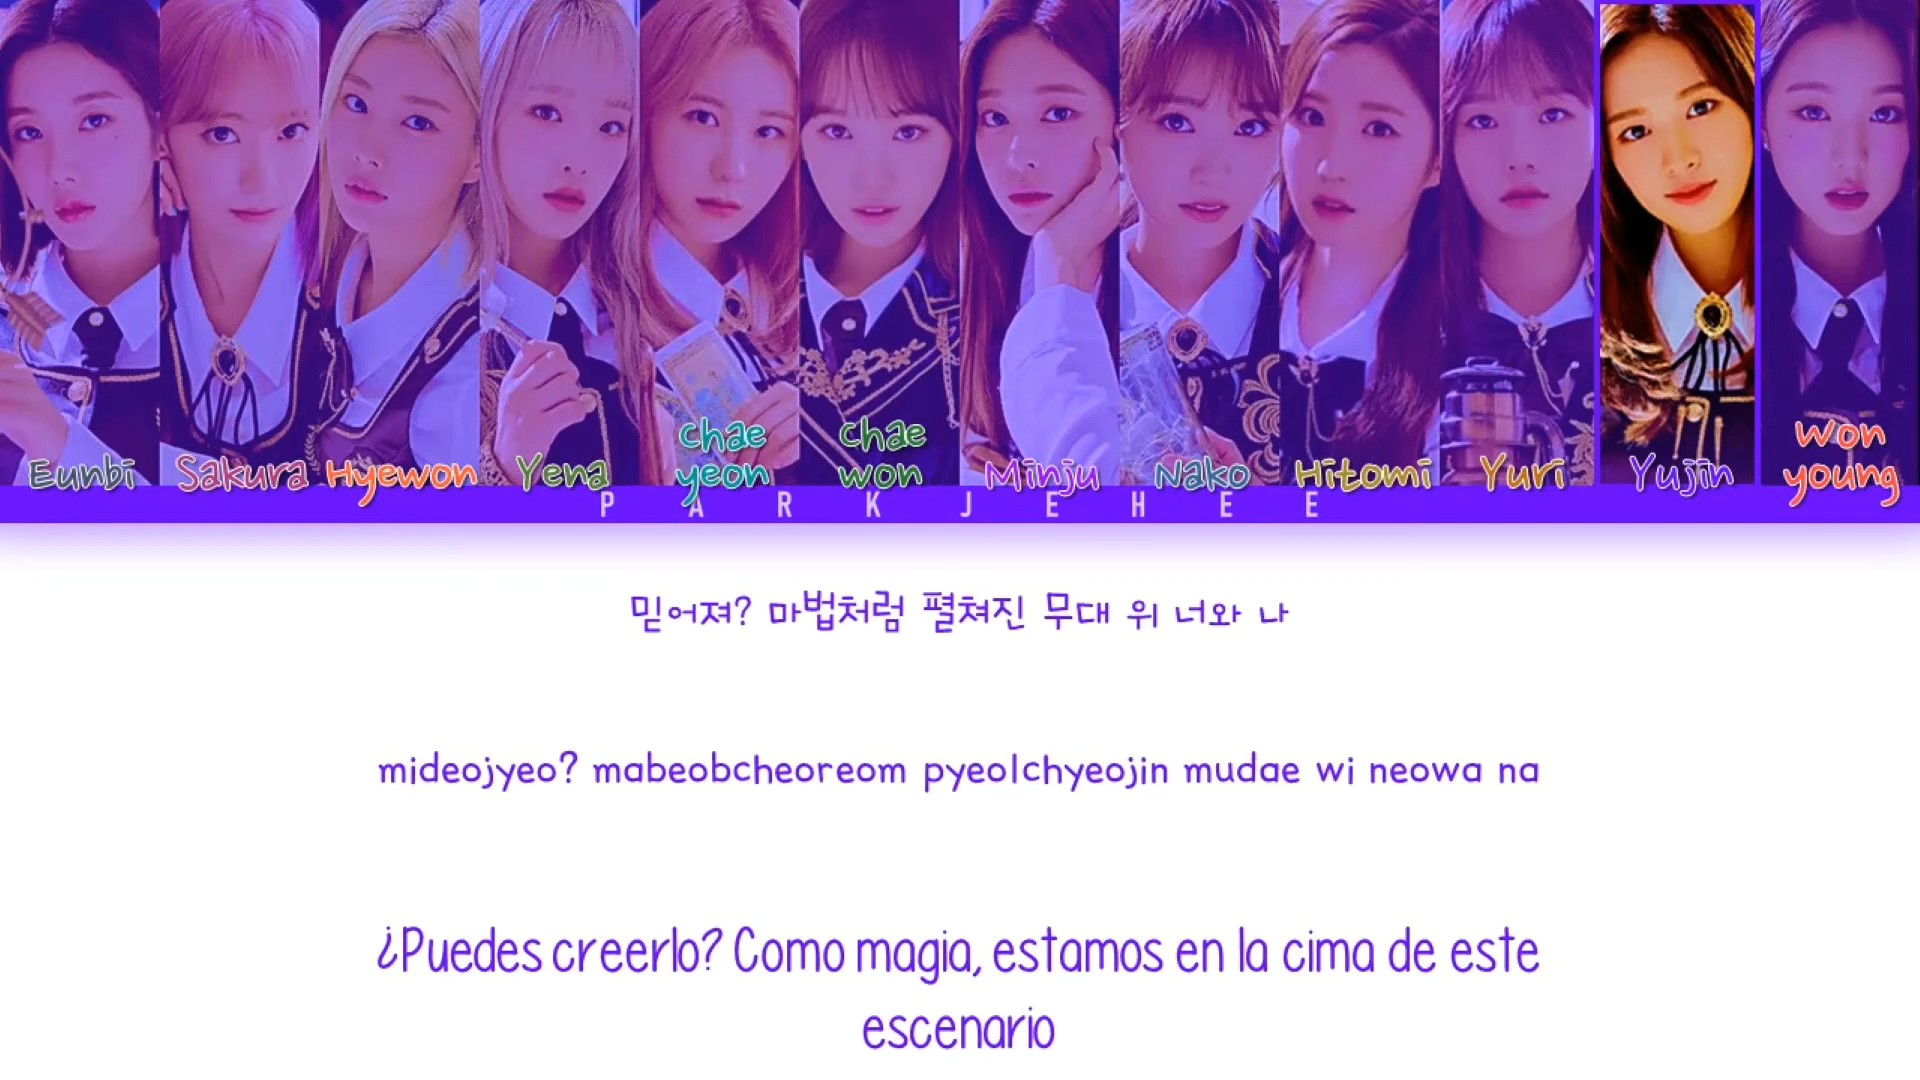 Eunbi
Sakura
Hyewon
Yena
chae
yeon
chae
won
Minju
Nako
Hitomi
Yuri
Yujin
won
young
PARKJEHEE
믿어져? 마법처럼 펼쳐진 무대 위 너와 나
mideojyeo? mabeobcheoreom pyeolchyeojin mudae wi neowa na
¿Puedes creerlo? Como magia, estamos en la cima de este
escenario